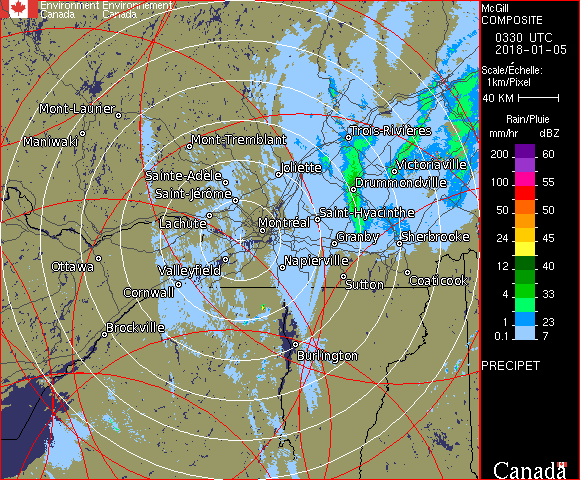 Environment Environnement
Canada Canada
McGill
COMPOSITE
0330 UTC
2018-01-05
Scale/Échelle:
1km/Pixel
40 KM
Rain/Pluie
mm/hr dBZ
200 60
100 55
50 50
24 45
12 40
4 33
1 23
0.1 7
PRECIPET
Canada
Mont-Laurier
Maniwaki
Mont-Tremblant
Trois-Rivières
Joliette
Victoriaville
Sainte-Adèle
Drummondville
Saint-Jérôme
Saint-Hyacinthe
Lachute
Montréal
Granby
Sherbrooke
Ottawa
Valleyfield
Napierville
Cornwall
Sutton
Coaticook
Brockville
Burlington